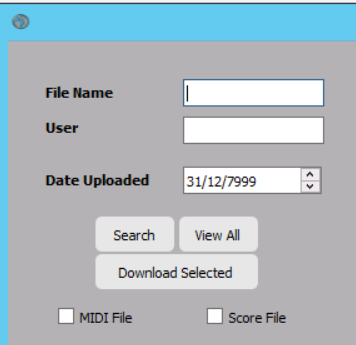 File Name
User
Date Uploaded 31/12/7999
Search View All
Download Selected
MIDI File Score File